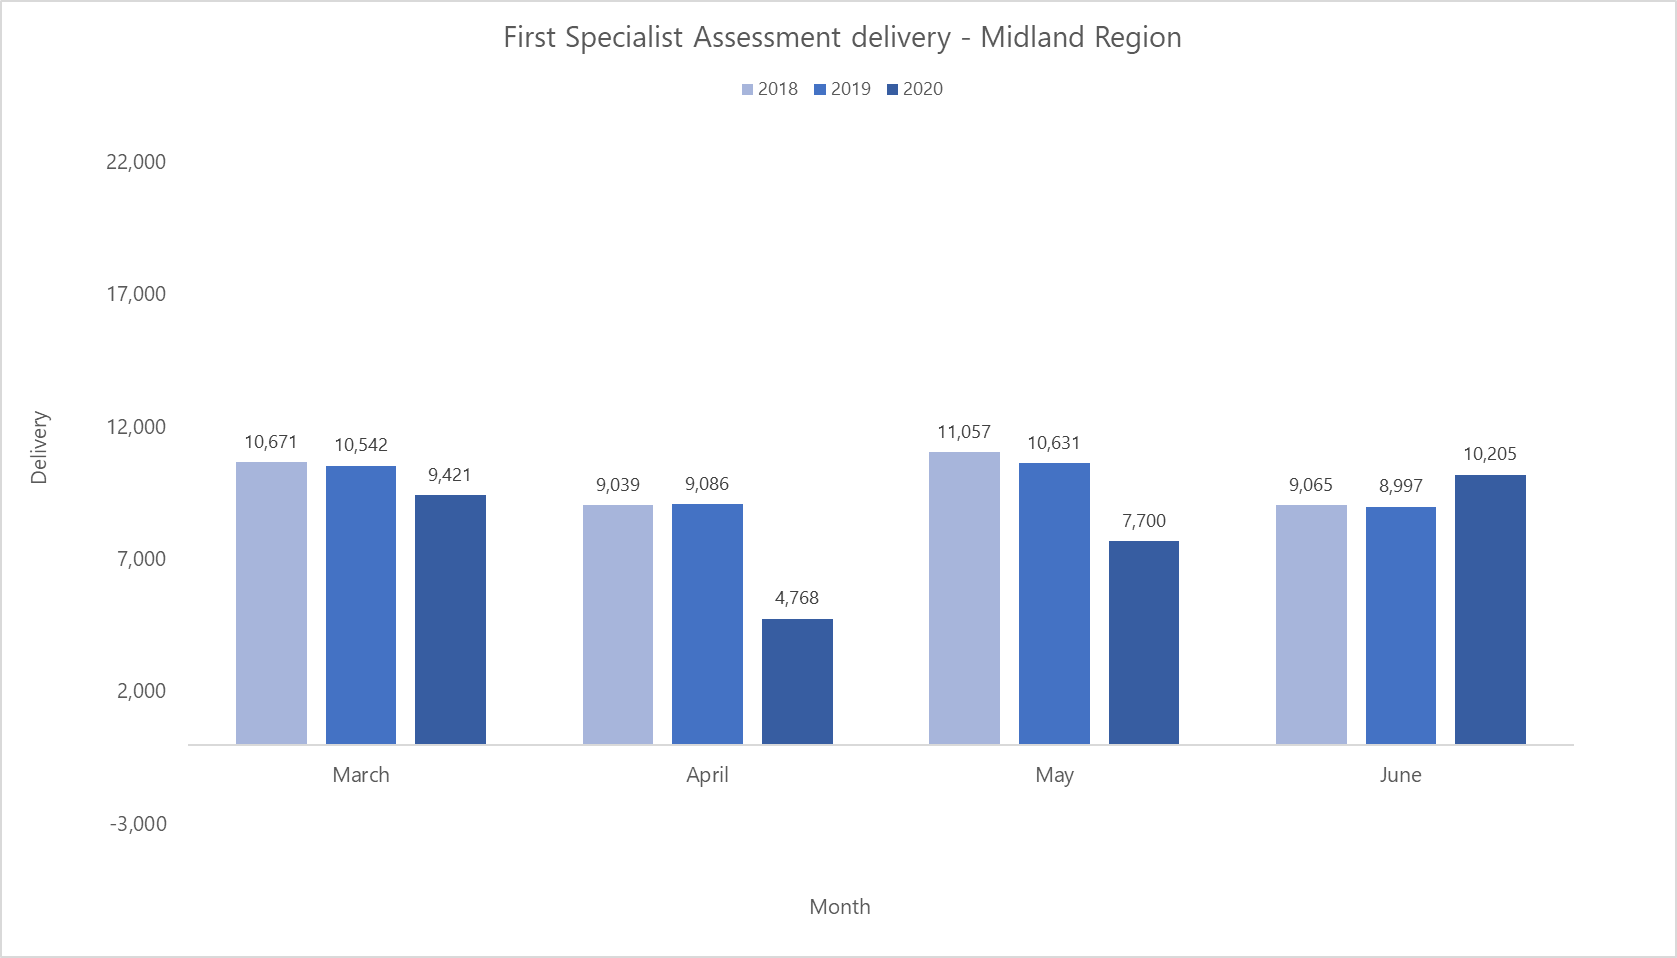 First Specialist Assessment delivery - Midland Region
2018 2019 2020
22,000
17,000
12,000
7,000
2,000
-3,000
Delivery
10,671 10,542 9,421
9,039 9,086 4,768
11,057 10,631 7,700
9,065 8,997 10,205
March April May June
Month